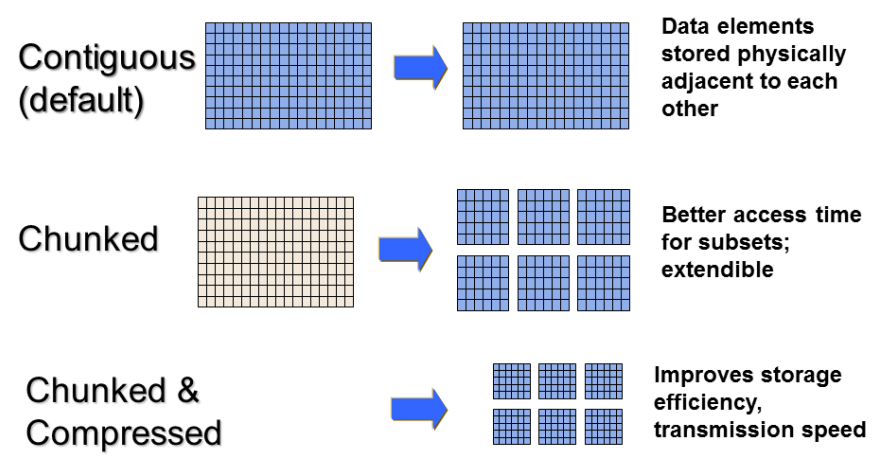 Contiguous
(default)
Data elements
stored physically
adjacent to each
other
Chunked
Better access time
for subsets;
extendible
Chunked &
Compressed
Improves storage
efficiency,
transmission speed